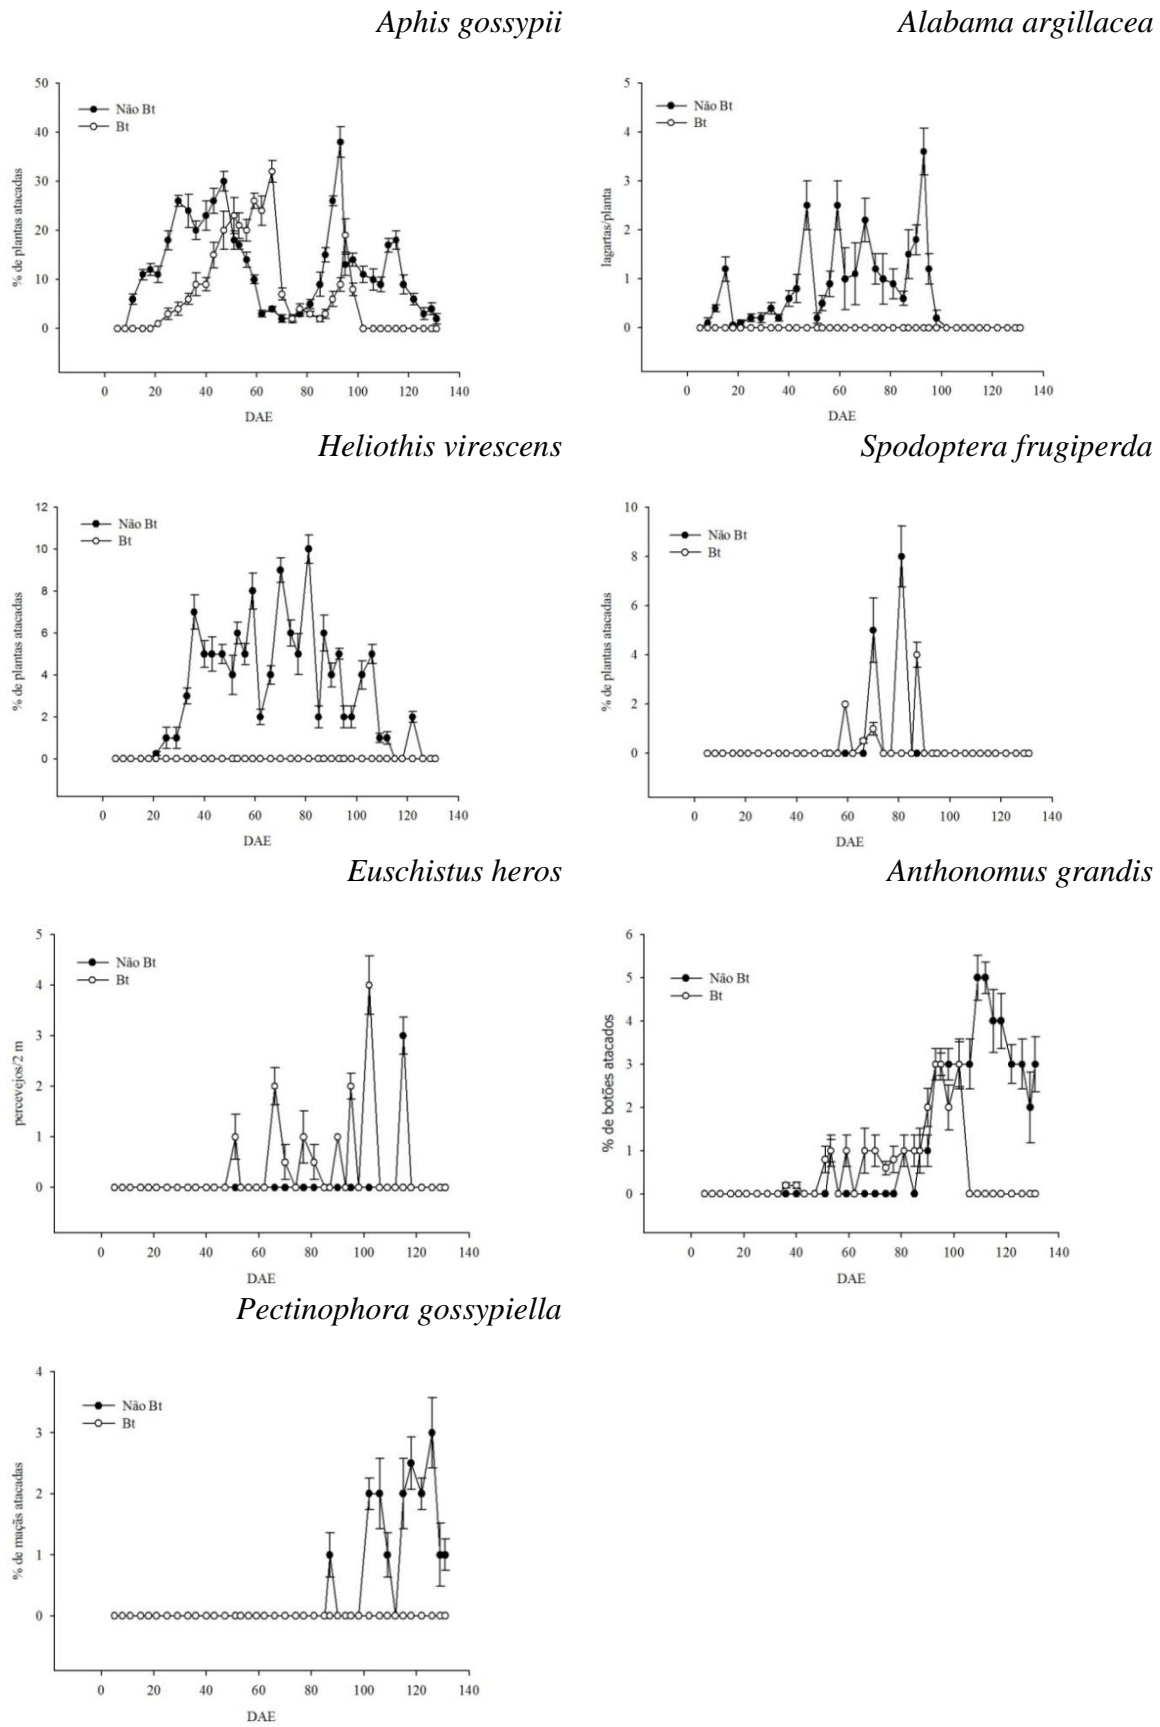 Aphis gossypii
50
40
30
20
10
0
% de plantas atacadas
Não Bt
Bt
0 20 40 60 80 100 120 140
DAE
Alabama argillacea
5
4
3
2
1
0
lagartas/planta
Não Bt
Bt
0 20 40 60 80 100 120 140
DAE
Heliothis virescens
12
10
8
6
4
2
0
% de plantas atacadas
Não Bt
Bt
0 20 40 60 80 100 120 140
DAE
Spodoptera frugiperda
10
8
6
4
2
0
% de plantas atacadas
Não Bt
Bt
0 20 40 60 80 100 120 140
DAE
Euschistus heros
5
4
3
2
1
0
percevejos/2 m
Não Bt
Bt
0 20 40 60 80 100 120 140
DAE
Anthonomus grandis
6
5
4
3
2
1
0
% de botões atacados
Não Bt
Bt
0 20 40 60 80 100 120 140
DAE
Pectinophora gossypiella
4
3
2
1
0
% de maçãs atacadas
Não Bt
Bt
0 20 40 60 80 100 120 140
DAE